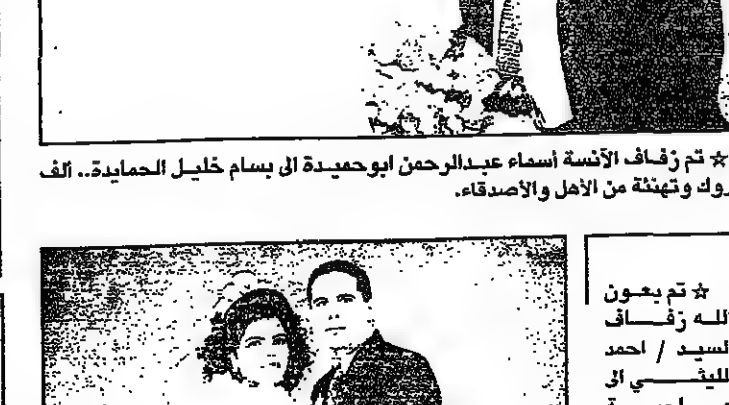 ☆ تم زفاف الآنسة أسماء عبدالرحمن ابوحميدة الى بسام خليل الحمايدة.. ألف
روك وتهنئة من الأهل والأصدقاء.
☆ تم بعون
الله زفاف
السيد / احمد
الليثي الى